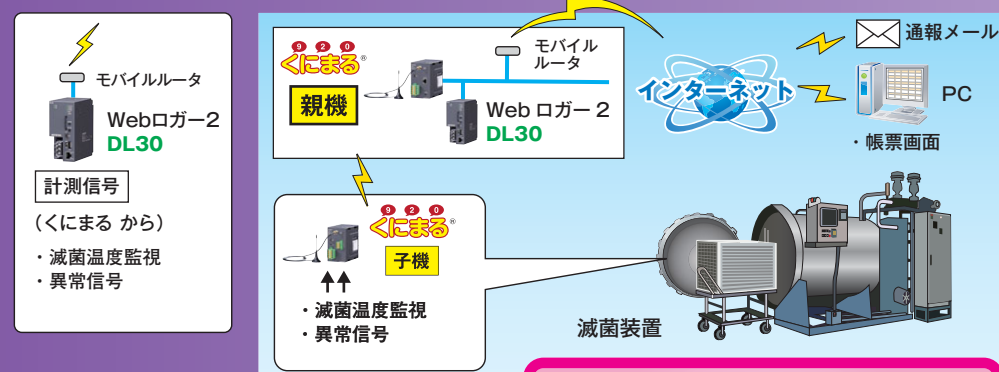 モバイルルータ
Webロガー2
DL30
計測信号
（くにまる から）
・滅菌温度監視
・異常信号
920
くにまる®
親機
モバイル
ルータ
Web ロガー 2
DL30
インターネット
通報メール
PC
・帳票画面
920
くにまる®
子機
・滅菌温度監視
・異常信号
滅菌装置